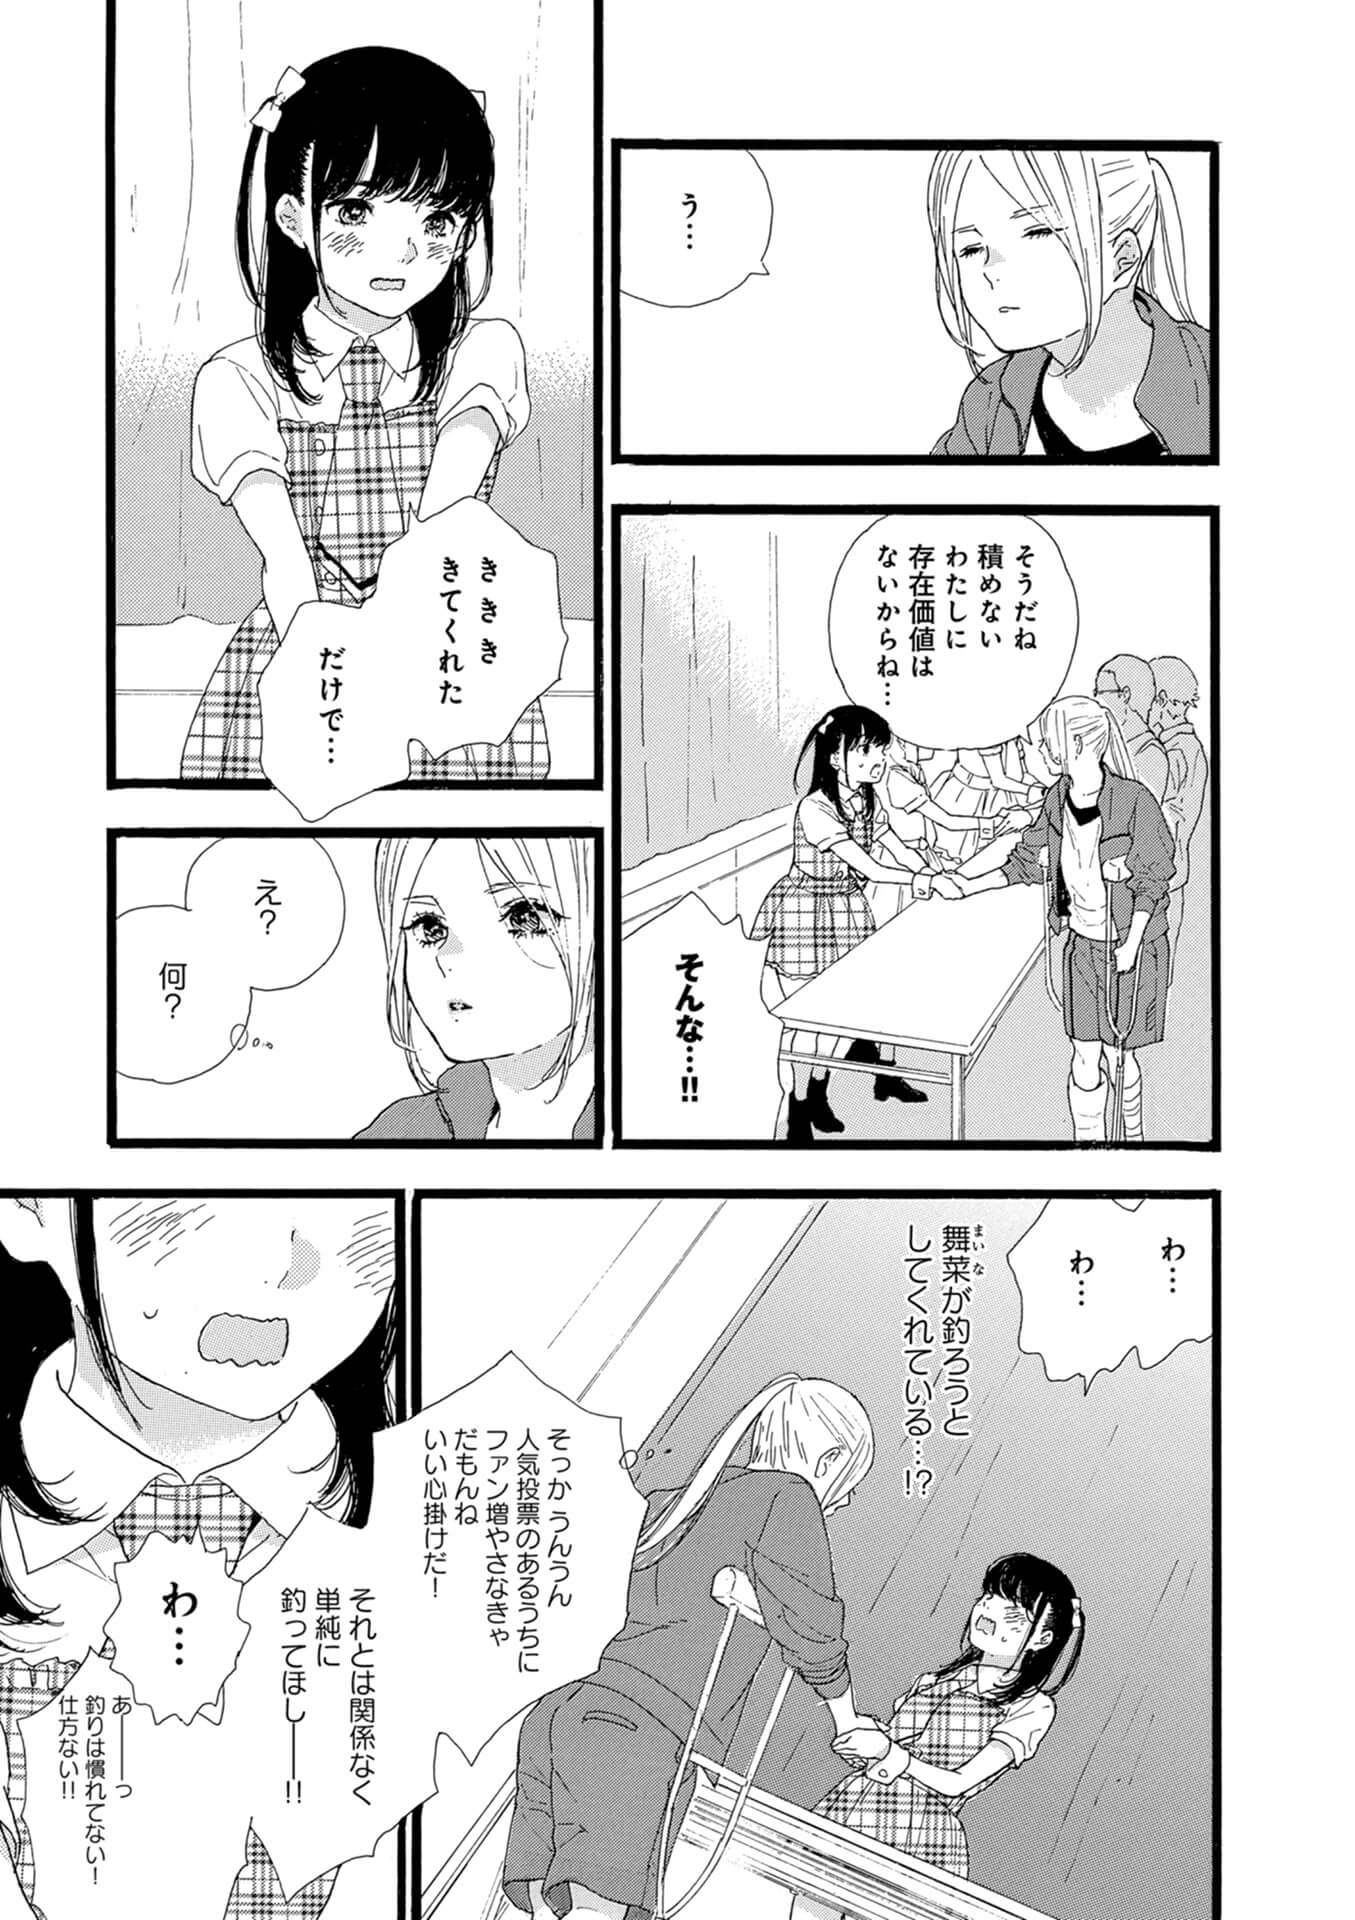 う…
そうだね
積めない
わたしに
存在価値は
ないからね…
そんな…!!
ききき
きてくれた
だけで…
え?
何?
わ…
わ…
舞菜が釣ろうと
まいな
してくれている…!?
そっか うんうん
人気投票のあるうちに
ファン増やさなきゃ
だもんね
いい心掛けだ!
それとは関係なく
単純に
釣ってほし——!!
わ…
あ——っ
釣りは慣れてない!
仕方ない!!